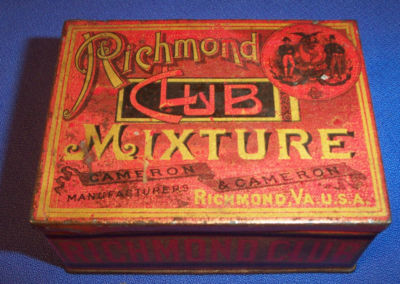 Richmond
CLUB
MIXTURE
CAMERON & CAMERON
MANUFACTURERS RICHMOND, VA. U.S.A.
RICHMOND CLUB